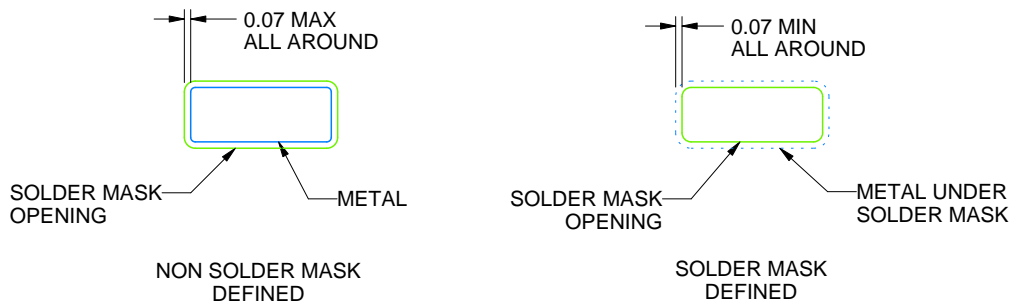 0.07 MAX
ALL AROUND
SOLDER MASK
OPENING
METAL
NON SOLDER MASK
DEFINED
0.07 MIN
ALL AROUND
SOLDER MASK
OPENING
METAL UNDER
SOLDER MASK
SOLDER MASK
DEFINED